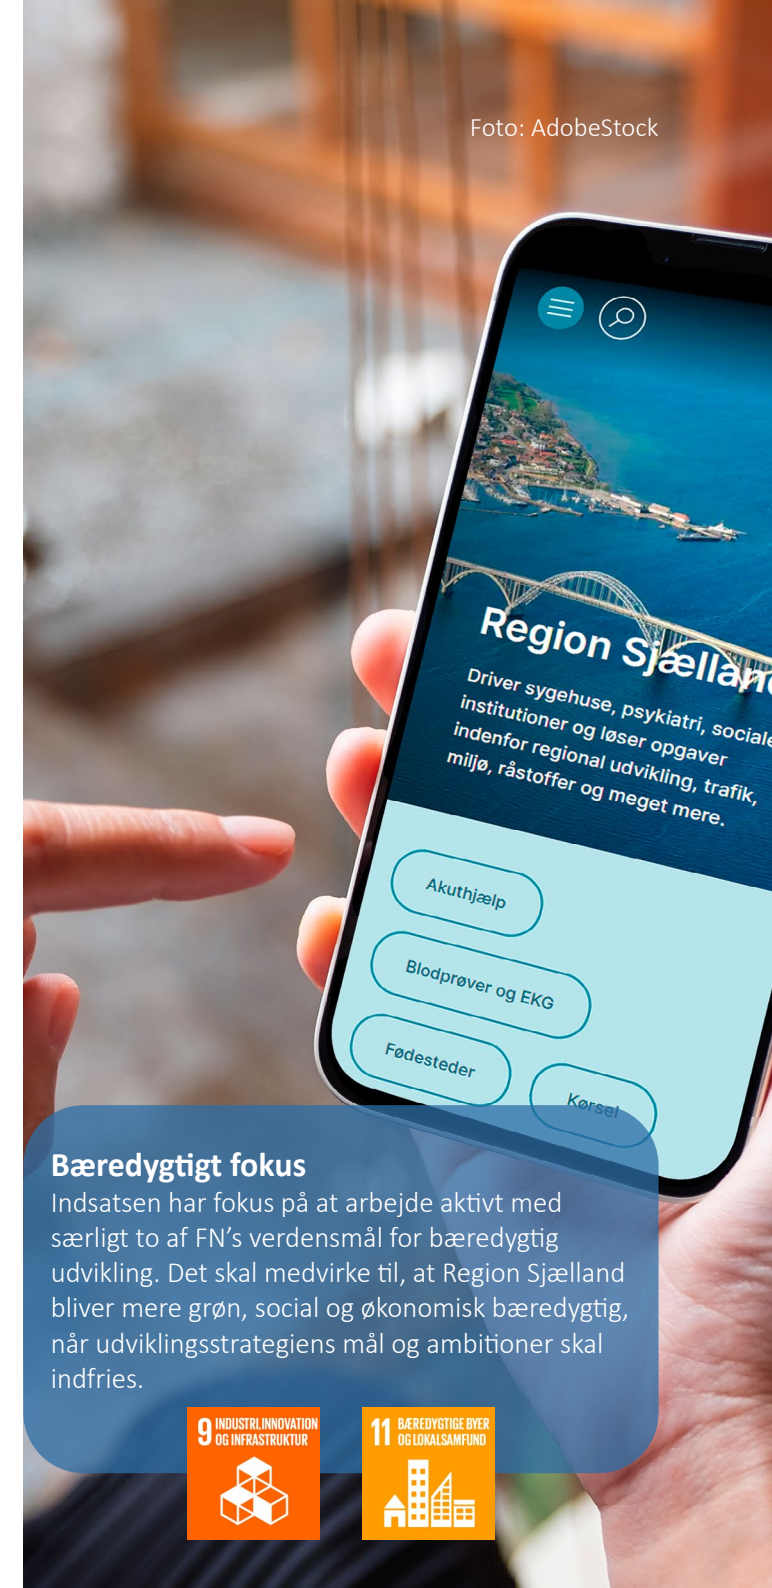 Foto: AdobeStock
Region Sjælland
Driver sygehuse, psykiatri, sociale
institutioner og løser opgaver
indenfor regional udvikling, trafik,
miljø, råstoffer og meget mere.
Akuthjælp
Blodprøver og EKG
Fødesteder
Kørsel
Bæredygtigt fokus
Indsatsen har fokus på at arbejde aktivt med
særligt to af FN’s verdensmål for bæredygtig
udvikling. Det skal medvirke til, at Region Sjælland
bliver mere grøn, social og økonomisk bæredygtig,
når udviklingsstrategiens mål og ambitioner skal
indfries.
9 INDUSTRI, INNOVATION
OG INFRASTRUKTUR
11 BÆREDYGTIGE BYER
OG LOKALSAMFUND